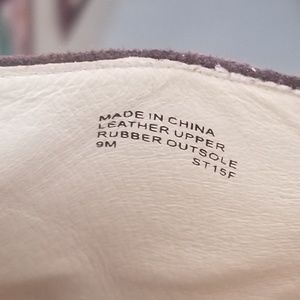 MADE IN CHINA
LEATHER UPPER
RUBBER OUTSOLE
9M
ST15F